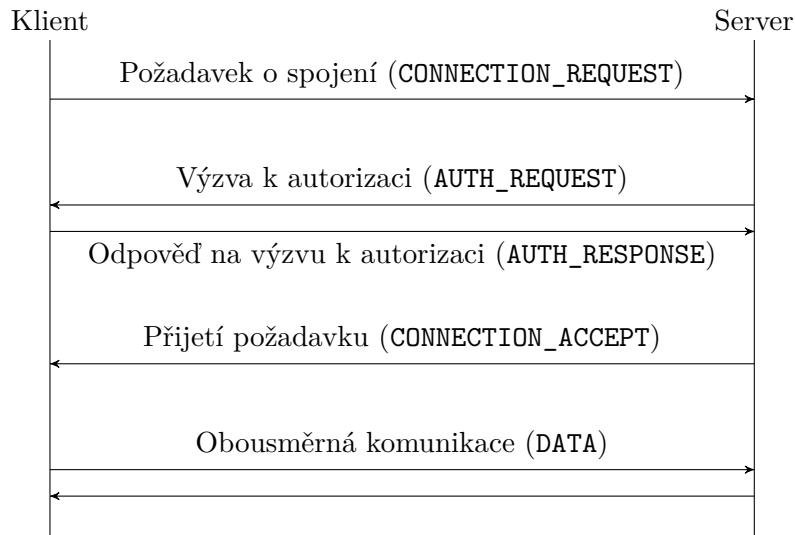 Klient
Server
Požadavek o spojení (CONNECTION_REQUEST)
Výzva k autorizaci (AUTH_REQUEST)
Odpověď na výzvu k autorizaci (AUTH_RESPONSE)
Přijetí požadavku (CONNECTION_ACCEPT)
Obousměrná komunikace (DATA)